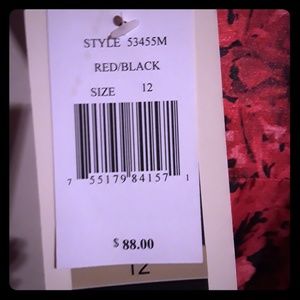 STYLE 53455M
RED/BLACK
SIZE 12
7 55179 84157 1
$88.00
12